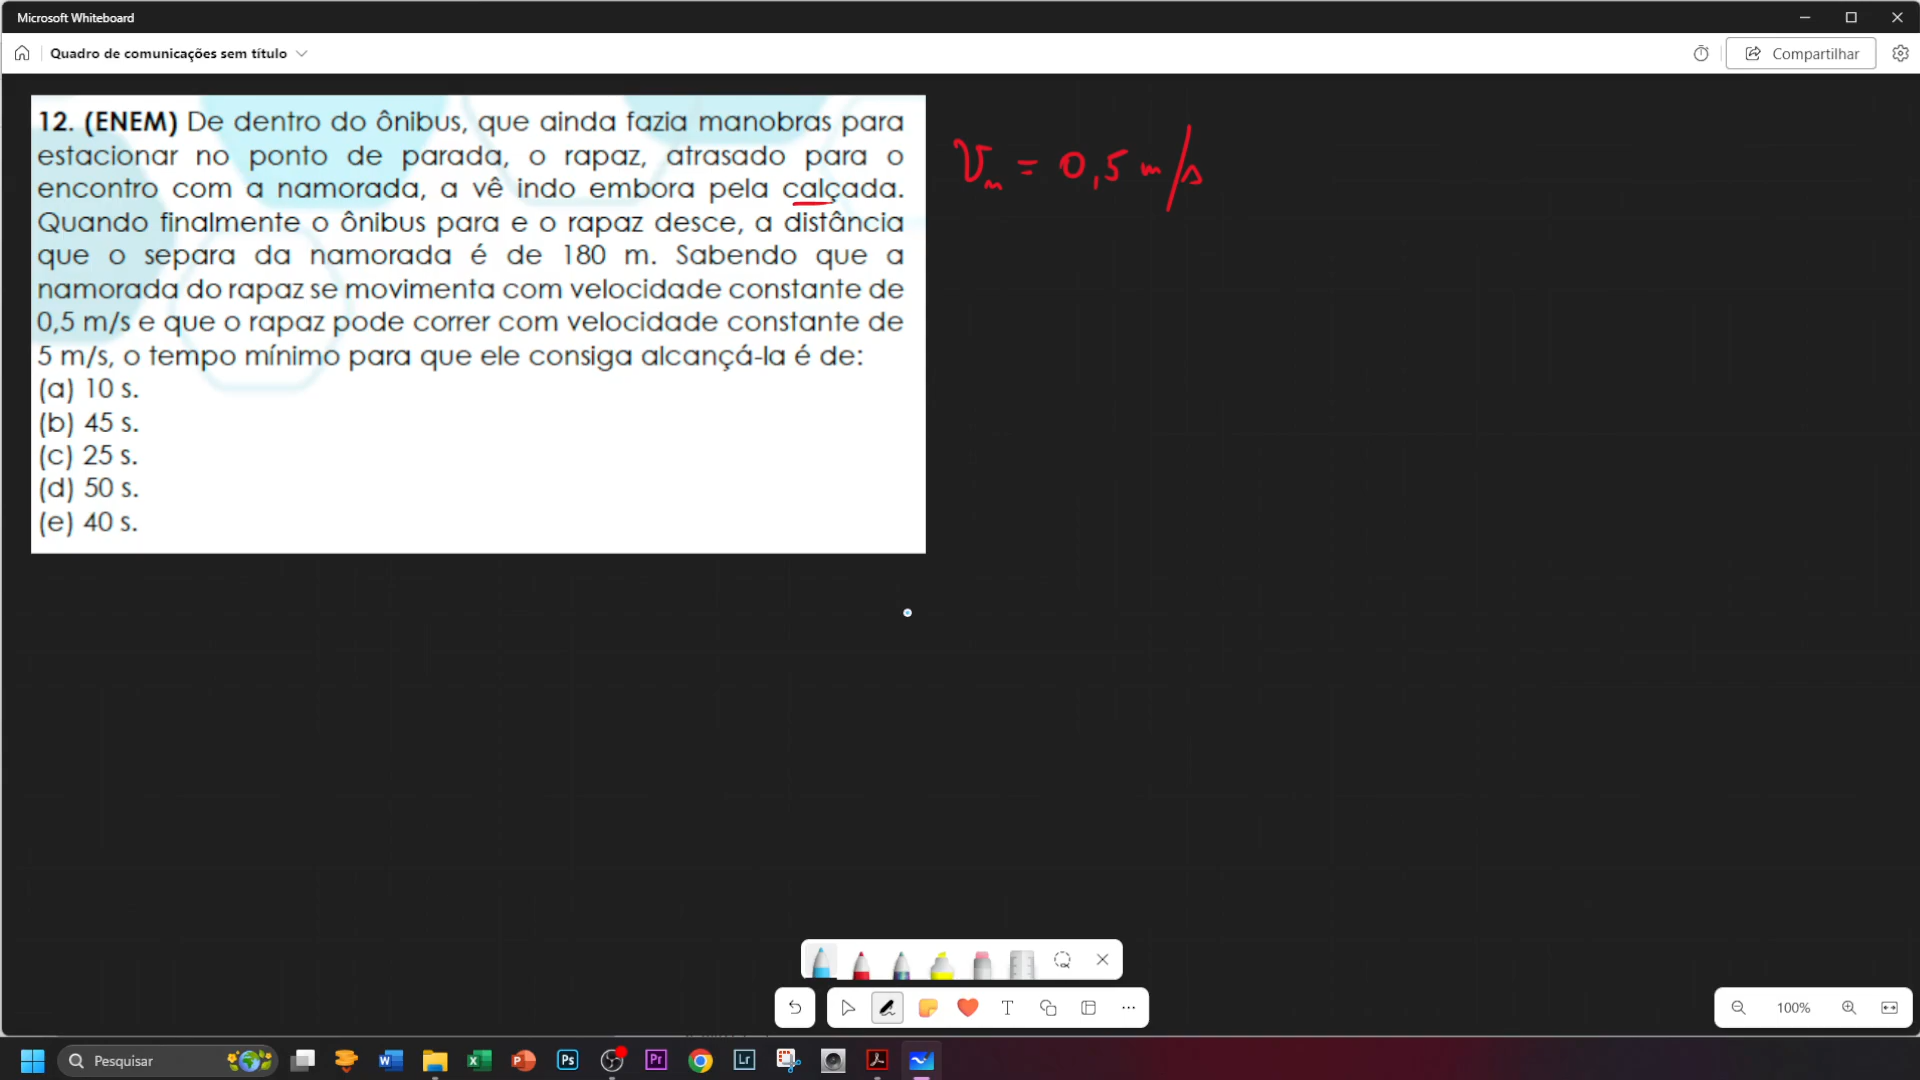 Microsoft Whiteboard
Quadro de comunicações sem título
Compartilhar
12. (ENEM) De dentro do ônibus, que ainda fazia manobras para
estacionar no ponto de parada, o rapaz, atrasado para o
encontro com a namorada, a vê indo embora pela calçada.
Quando finalmente o ônibus para e o rapaz desce, a distância
que o separa da namorada é de 180 m. Sabendo que a
namorada do rapaz se movimenta com velocidade constante de
0,5 m/s e que o rapaz pode correr com velocidade constante de
5 m/s, o tempo mínimo para que ele consiga alcançá-la é de:
(a) 10 s.
(b) 45 s.
(c) 25 s.
(d) 50 s.
(e) 40 s.
Vn = 0,5 m/s
100%
Pesquisar